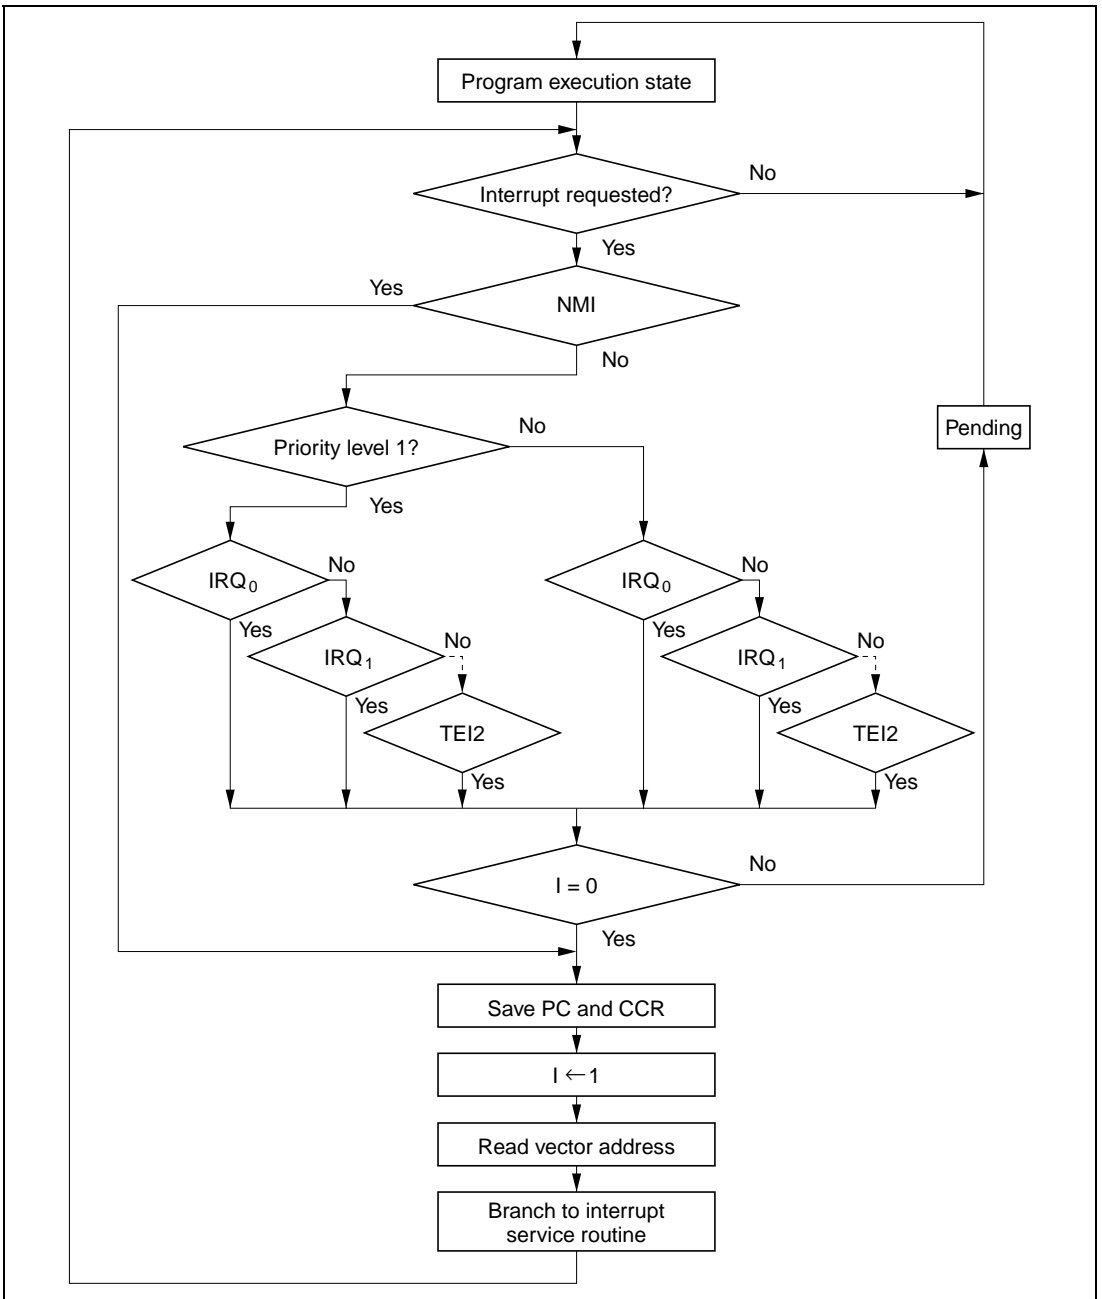 Program execution state
Interrupt requested?
No
Yes
NMI
Yes
No
Priority level 1?
No
Yes
Pending
IRQ0
No
Yes
IRQ1
No
Yes
TEI2
Yes
IRQ0
No
Yes
IRQ1
No
Yes
TEI2
Yes
I = 0
No
Yes
Save PC and CCR
I ←1
Read vector address
Branch to interrupt
service routine